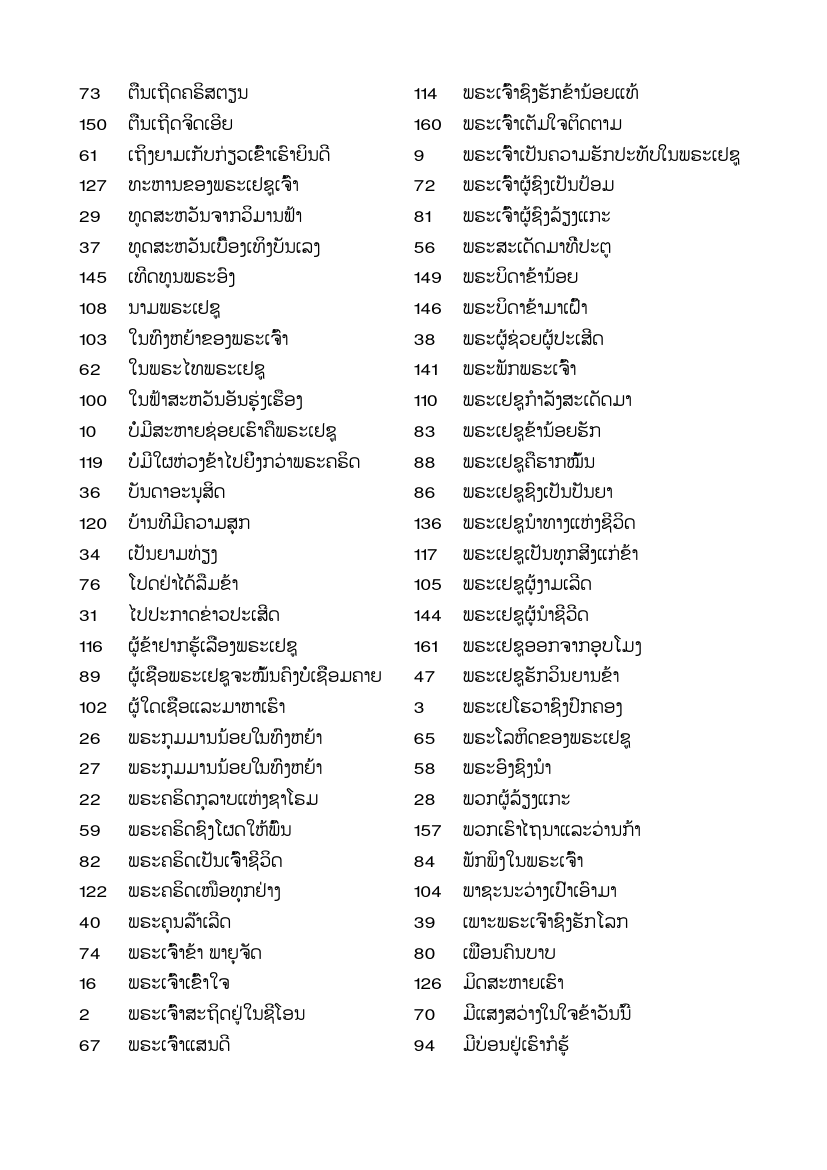 73 ຕື່ນເຖີດຄຣິສຕຽນ
150 ຕື່ນເຖີດຈິດເອີຍ
61 ເຖິງຍາມເກັບກ່ຽວເຂົ້າເຮົາຍິນດີ
127 ທະຫານຂອງພຣະເຢຊູເຈົ້າ
29 ທູດສະຫວັນຈາກວິມານຟ້າ
37 ທູດສະຫວັນເບື້ອງເທິງບັນເລງ
145 ເທີດທູນພຣະອົງ
108 ນາມພຣະເຢຊູ
103 ໃນທົ່ງຫຍ້າຂອງພຣະເຈົ້າ
62 ໃນພຣະໄທພຣະເຢຊູ
100 ໃນຟ້າສະຫວັນອັນຮຸ່ງເຮືອງ
10 ບໍ່ມີສະຫາຍຊ່ອຍເຮົາຄືພຣະເຢຊູ
119 ບໍ່ມີໃຜຫ່ວງຂ້າໄປຍິ່ງກວ່າພຣະຄຣິດ
36 ບັນດາອະນຸສິດ
120 ບ້ານທີ່ມີຄວາມສຸກ
34 ເປັນຍາມທ່ຽງ
76 ໂປດຢ່າໄດ້ລືມຂ້າ
31 ໄປປະກາດຂ່າວປະເສີດ
116 ຜູ້ຂ້າຢາກຮູ້ເລື່ອງພຣະເຢຊູ
89 ຜູ້ເຊື່ອພຣະເຢຊູຈະໝັ້ນຄົງບໍ່ເຊື່ອມຄາຍ
102 ຜູ້ໃດເຊື່ອແລະມາຫາເຮົາ
26 ພຣະກຸມມານນ້ອຍໃນທົ່ງຫຍ້າ
27 ພຣະກຸມມານນ້ອຍໃນທົ່ງຫຍ້າ
22 ພຣະຄຣິດກຸລາບແຫ່ງຊາໂຣມ
59 ພຣະຄຣິດຊົງໂຜດໃຫ້ພົ້ນ
82 ພຣະຄຣິດເປັນເຈົ້າຊີວິດ
122 ພຣະຄຣິດເໜືອທຸກຢ່າງ
40 ພຣະຄຸນລ້ຳເລີດ
74 ພຣະເຈົ້າຂ້າ ພາຍຸຈັດ
16 ພຣະເຈົ້າເຂົ້າໃຈ
2 ພຣະເຈົ້າສະຖິດຢູ່ໃນຊີໂອນ
67 ພຣະເຈົ້າແສນດີ
114 ພຣະເຈົ້າຊົງຮັກຂ້ານ້ອຍແທ້
160 ພຣະເຈົ້າເຕັມໃຈຕິດຕາມ
9 ພຣະເຈົ້າເປັນຄວາມຮັກປະທັບໃນພຣະເຢຊູ
72 ພຣະເຈົ້າຜູ້ຊົງເປັນປ້ອມ
81 ພຣະເຈົ້າຜູ້ຊົງລ້ຽງແກະ
56 ພຣະສະເດັດມາທີ່ປະຕູ
149 ພຣະບິດາຂ້ານ້ອຍ
146 ພຣະບິດາຂ້າມາເຝົ້າ
38 ພຣະຜູ້ຊ່ວຍຜູ້ປະເສີດ
141 ພຣະພັກພຣະເຈົ້າ
110 ພຣະເຢຊູກຳລັງສະເດັດມາ
83 ພຣະເຢຊູຂ້ານ້ອຍຮັກ
88 ພຣະເຢຊູຄືຮາກໝັ້ນ
86 ພຣະເຢຊູຊົງເປັນປັນຍາ
136 ພຣະເຢຊູນຳທາງແຫ່ງຊີວິດ
117 ພຣະເຢຊູເປັນທຸກສິ່ງແກ່ຂ້າ
105 ພຣະເຢຊູຜູ້ງາມເລີດ
144 ພຣະເຢຊູຜູ້ນຳຊີວິດ
161 ພຣະເຢຊູອອກຈາກອຸບໂມງ
47 ພຣະເຢຊູຮັກວິນຍານຂ້າ
3 ພຣະເຢໂຮວາຊົງປົກຄອງ
65 ພຣະໂລຫິດຂອງພຣະເຢຊູ
58 ພຣະອົງຊົງນຳ
28 ພວກຜູ້ລ້ຽງແກະ
157 ພວກເຮົາໄຖນາແລະວ່ານກ້າ
84 ພັກພິງໃນພຣະເຈົ້າ
104 ພາຊະນະວ່າງເປົ່າເອົາມາ
39 ເພາະພຣະເຈົ້າຊົງຮັກໂລກ
80 ເພື່ອນຄົນບາບ
126 ມິດສະຫາຍເຮົາ
70 ມີແສງສວ່າງໃນໃຈຂ້າວັນນີ້
94 ມີບ່ອນຢູ່ເຮົາກໍຮູ້